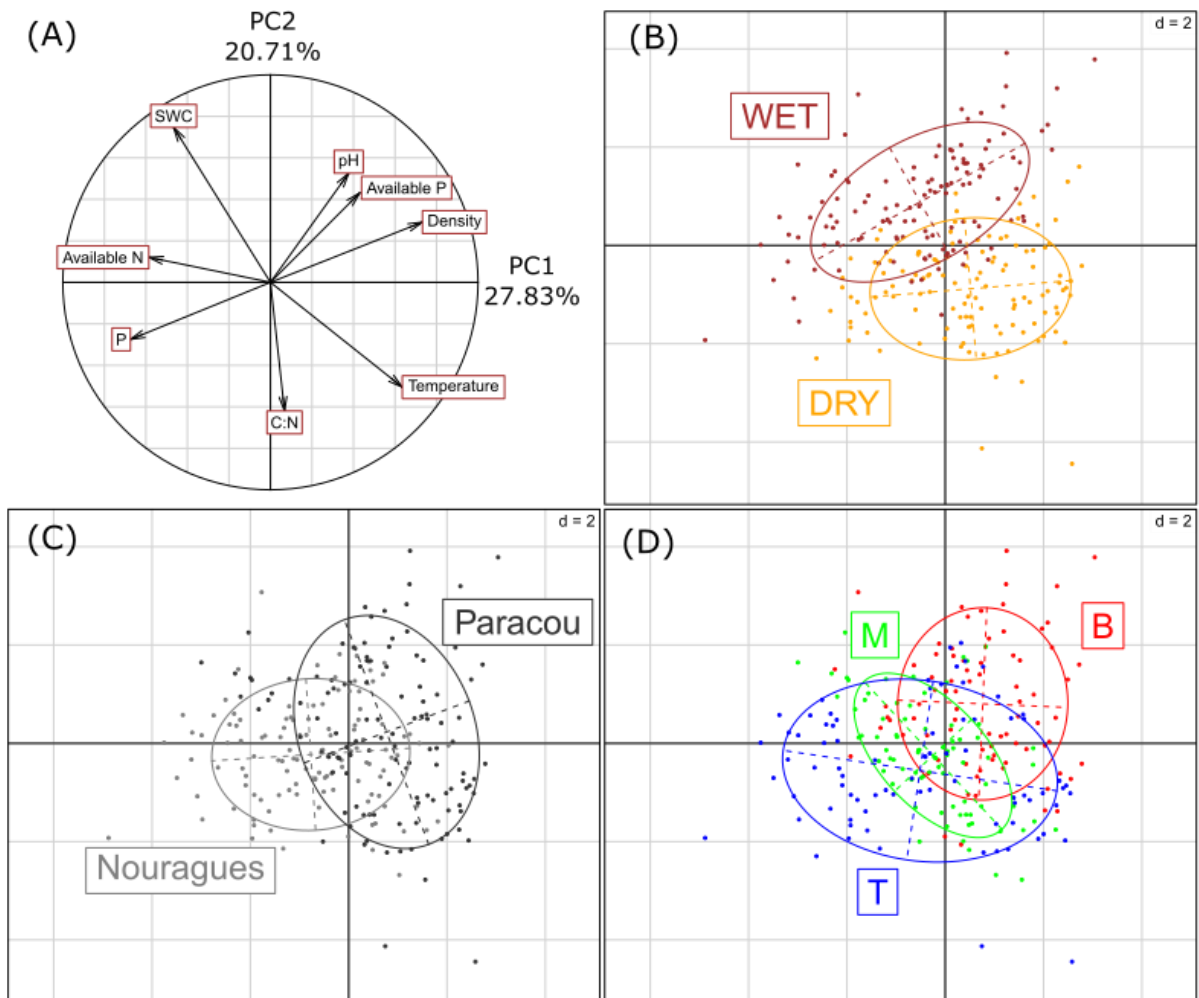 (A)
PC2
20.71%
SWC
pH
Available P
Density
Available N
PC1
27.83%
P
Temperature
C:N
(B)
d = 2
WET
DRY
(C)
d = 2
Paracou
Nouragues
(D)
d = 2
M
B
T